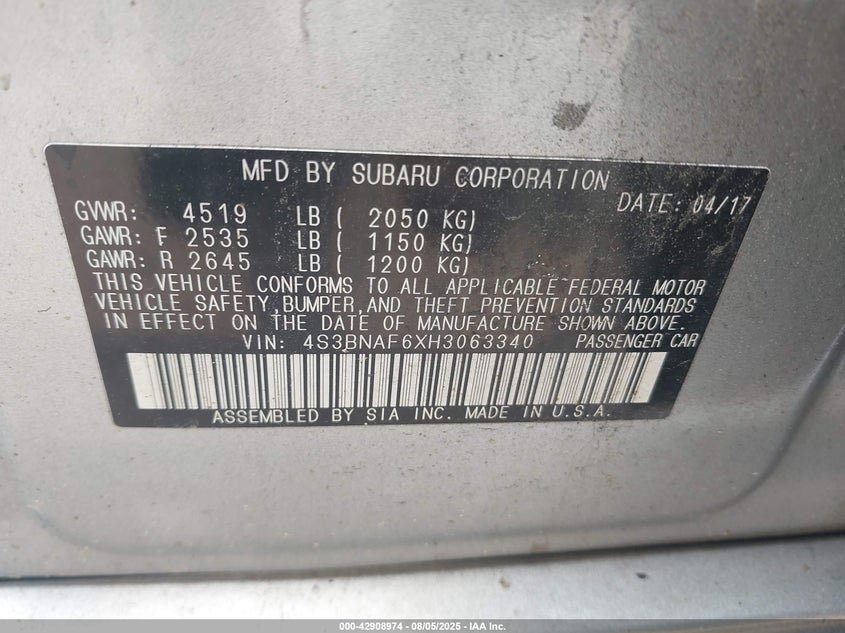 MFD BY SUBARU CORPORATION
DATE: 04/17
GVWR: 4519 LB ( 2050 KG)
GAWR: F 2535 LB ( 1150 KG)
GAWR: R 2645 LB ( 1200 KG)
THIS VEHICLE CONFORMS TO ALL APPLICABLE FEDERAL MOTOR
VEHICLE SAFETY, BUMPER, AND THEFT PREVENTION STANDARDS
IN EFFECT ON THE DATE OF MANUFACTURE SHOWN ABOVE.
VIN: 4S3BNAF6XH3063340 PASSENGER CAR
ASSEMBLED BY SIA INC. MADE IN U.S.A.
000-42908974 - 08/05/2025 - IAA Inc.